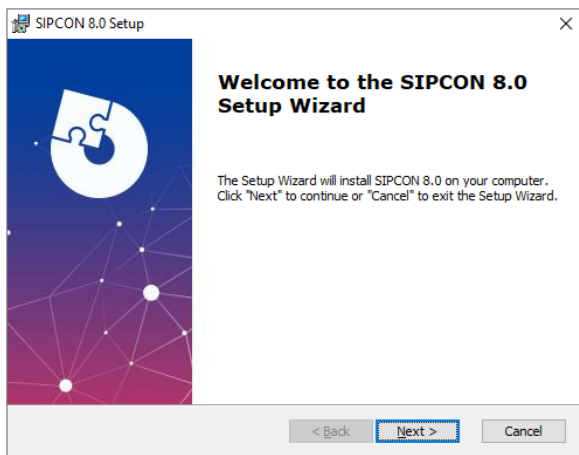 SIPCON 8.0 Setup
Welcome to the SIPCON 8.0
Setup Wizard
The Setup Wizard will install SIPCON 8.0 on your computer.
Click "Next" to continue or "Cancel" to exit the Setup Wizard.
< Back
Next >
Cancel